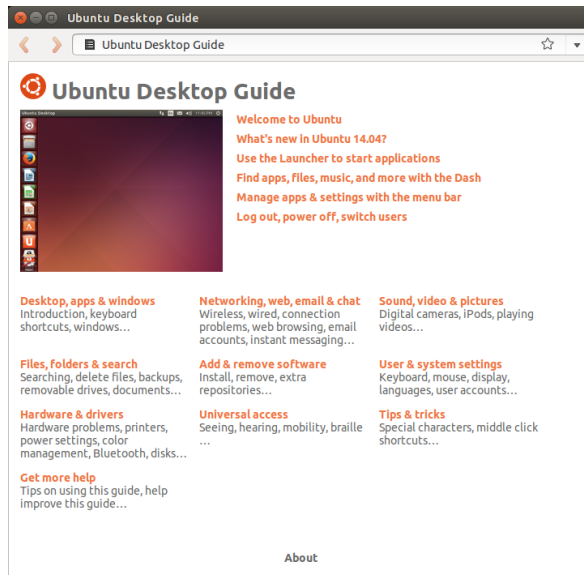 Ubuntu Desktop Guide
Ubuntu Desktop Guide
Ubuntu Desktop Guide
Ubuntu Desktop
Welcome to Ubuntu
What's new in Ubuntu 14.04?
Use the Launcher to start applications
Find apps, files, music, and more with the Dash
Manage apps & settings with the menu bar
Log out, power off, switch users
Desktop, apps & windows
Introduction, keyboard
shortcuts, windows…
Networking, web, email & chat
Wireless, wired, connection
problems, web browsing, email
accounts, instant messaging…
Sound, video & pictures
Digital cameras, iPods, playing
videos…
Files, folders & search
Searching, delete files, backups,
removable drives, documents…
Add & remove software
Install, remove, extra
repositories…
User & system settings
Keyboard, mouse, display,
languages, user accounts…
Hardware & drivers
Hardware problems, printers,
power settings, color
management, Bluetooth, disks…
Universal access
Seeing, hearing, mobility, braille
…
Tips & tricks
Special characters, middle click
shortcuts…
Get more help
Tips on using this guide, help
improve this guide…
About